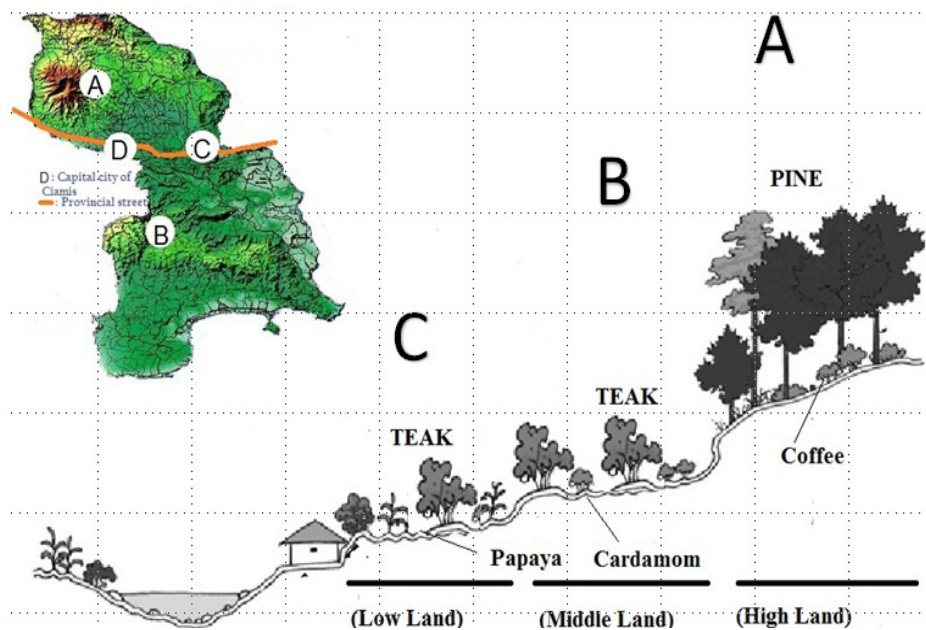 A
A
D
C
D : Capital city of
Ciamis
: Provincial street
B
B
PINE
C
TEAK
TEAK
Coffee
Papaya
Cardamom
(Low Land)
(Middle Land)
(High Land)